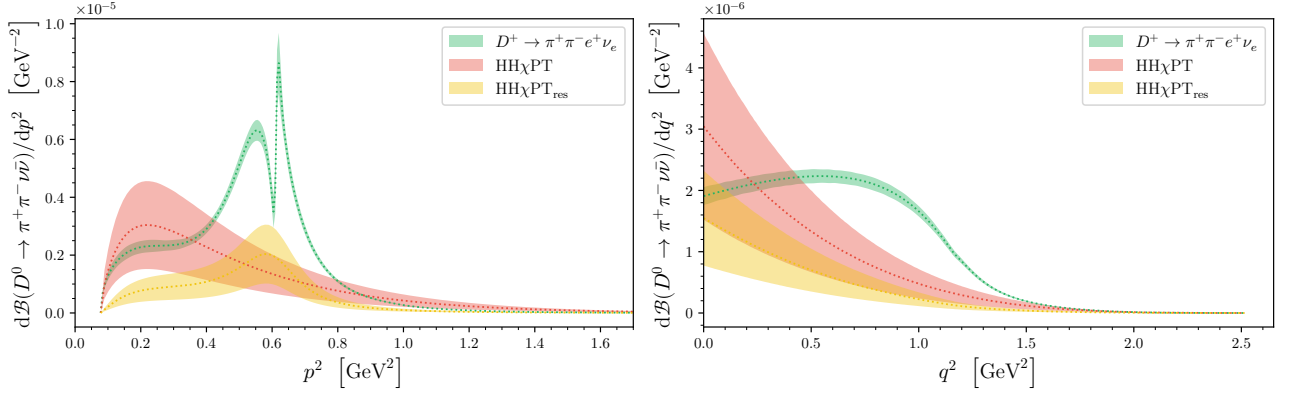 ×10⁻⁵
dℬ(D⁰ → π⁺π⁻νν̄)/dp² [GeV⁻²]
1.0
0.8
0.6
0.4
0.2
0.0
D⁺ → π⁺π⁻e⁺νₑ
HHχPT
HHχPTres
0.0 0.2 0.4 0.6 0.8 1.0 1.2 1.4 1.6
p² [GeV²]
×10⁻⁶
dℬ(D⁰ → π⁺π⁻νν̄)/dq² [GeV⁻²]
4
3
2
1
0
D⁺ → π⁺π⁻e⁺νₑ
HHχPT
HHχPTres
0.0 0.5 1.0 1.5 2.0 2.5
q² [GeV²]